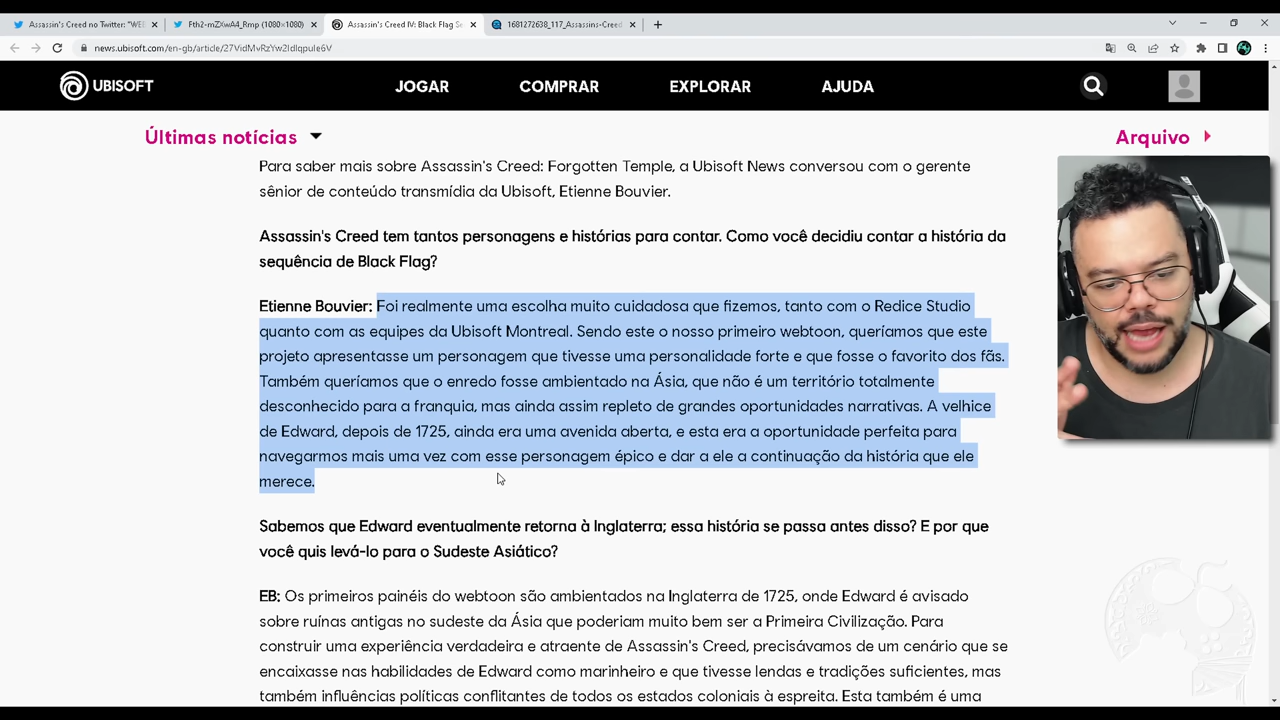 Assassin's Creed no Twitter: "WE
Fth2-mZXwA4_Rmp (1080×1080)
Assassin's Creed IV: Black Flag Se
1681272638_117_Assassins-Creed
news.ubisoft.com/en-gb/article/27VidMvRzYw2ldlqpuIe6V
UBISOFT
JOGAR
COMPRAR
EXPLORAR
AJUDA
Últimas notícias
Arquivo
Para saber mais sobre Assassin's Creed: Forgotten Temple, a Ubisoft News conversou com o gerente
sênior de conteúdo transmídia da Ubisoft, Etienne Bouvier.
Assassin's Creed tem tantos personagens e histórias para contar. Como você decidiu contar a história da
sequência de Black Flag?
Etienne Bouvier: Foi realmente uma escolha muito cuidadosa que fizemos, tanto com o Redice Studio
quanto com as equipes da Ubisoft Montreal. Sendo este o nosso primeiro webtoon, queríamos que este
projeto apresentasse um personagem que tivesse uma personalidade forte e que fosse o favorito dos fãs.
Também queríamos que o enredo fosse ambientado na Ásia, que não é um território totalmente
desconhecido para a franquia, mas ainda assim repleto de grandes oportunidades narrativas. A velhice
de Edward, depois de 1725, ainda era uma avenida aberta, e esta era a oportunidade perfeita para
navegarmos mais uma vez com esse personagem épico e dar a ele a continuação da história que ele
merece.
Sabemos que Edward eventualmente retorna à Inglaterra; essa história se passa antes disso? E por que
você quis levá-lo para o Sudeste Asiático?
EB: Os primeiros painéis do webtoon são ambientados na Inglaterra de 1725, onde Edward é avisado
sobre ruínas antigas no sudeste da Ásia que poderiam muito bem ser a Primeira Civilização. Para
construir uma experiência verdadeira e atraente de Assassin's Creed, precisávamos de um cenário que se
encaixasse nas habilidades de Edward como marinheiro e que tivesse lendas e tradições suficientes, mas
também influências políticas conflitantes de todos os estados coloniais à espreita. Esta também é uma